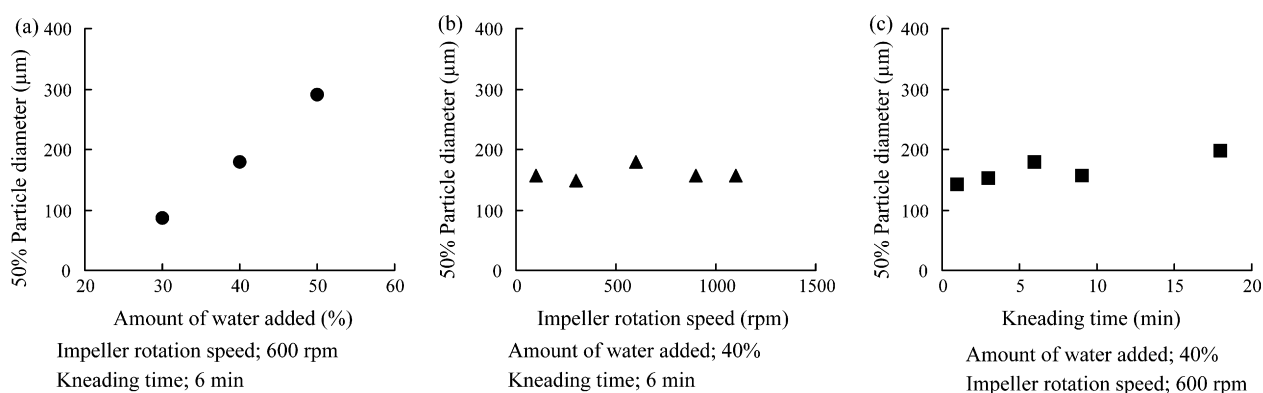 (a)
50% Particle diameter (μm)
400
300
200
100
0
20
30
40
50
60
Amount of water added (%)
Impeller rotation speed; 600 rpm
Kneading time; 6 min
(b)
50% Particle diameter (μm)
400
300
200
100
0
0
500
1000
1500
Impeller rotation speed (rpm)
Amount of water added; 40%
Kneading time; 6 min
(c)
50% Particle diameter (μm)
400
300
200
100
0
0
5
10
15
20
Kneading time (min)
Amount of water added; 40%
Impeller rotation speed; 600 rpm